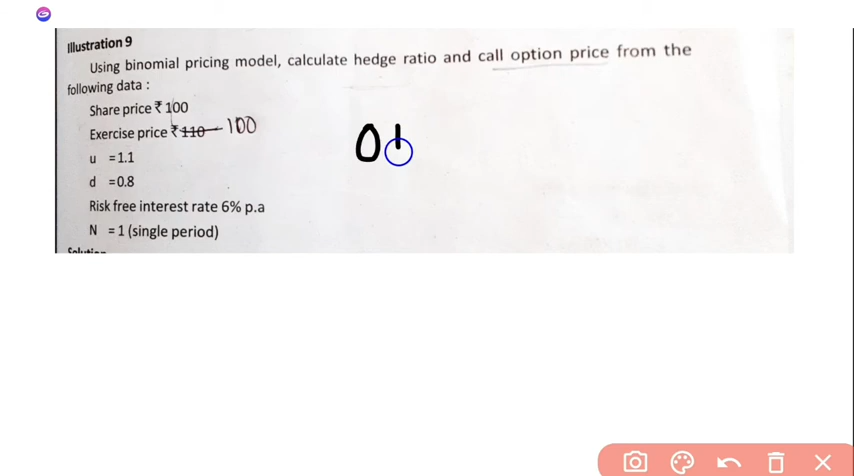 Illustration 9
Using binomial pricing model, calculate hedge ratio and call option price from the
following data :
Share price ₹ 100
Exercise price ₹ 110 100
u = 1.1
d = 0.8
Risk free interest rate 6% p.a
N = 1 (single period)
Solution